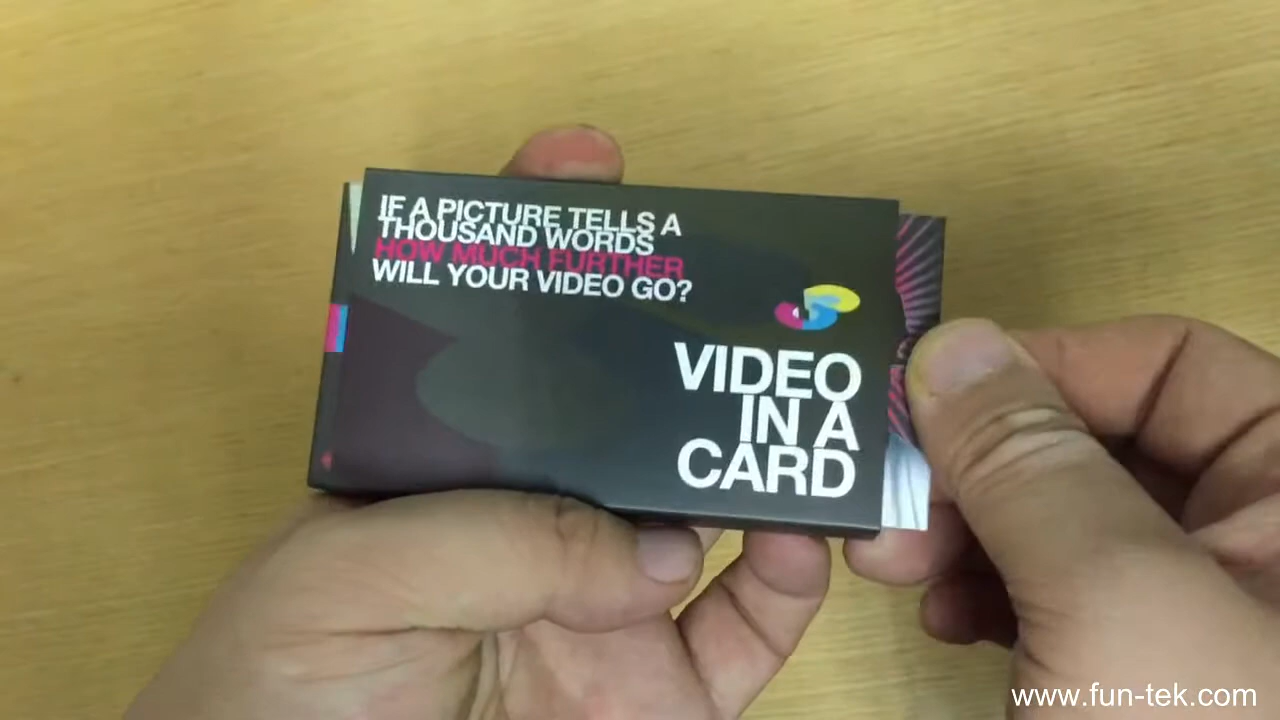 IF A PICTURE TELLS A
THOUSAND WORDS
HOW MUCH FURTHER
WILL YOUR VIDEO GO?
VIDEO
IN A
CARD
www.fun-tek.com